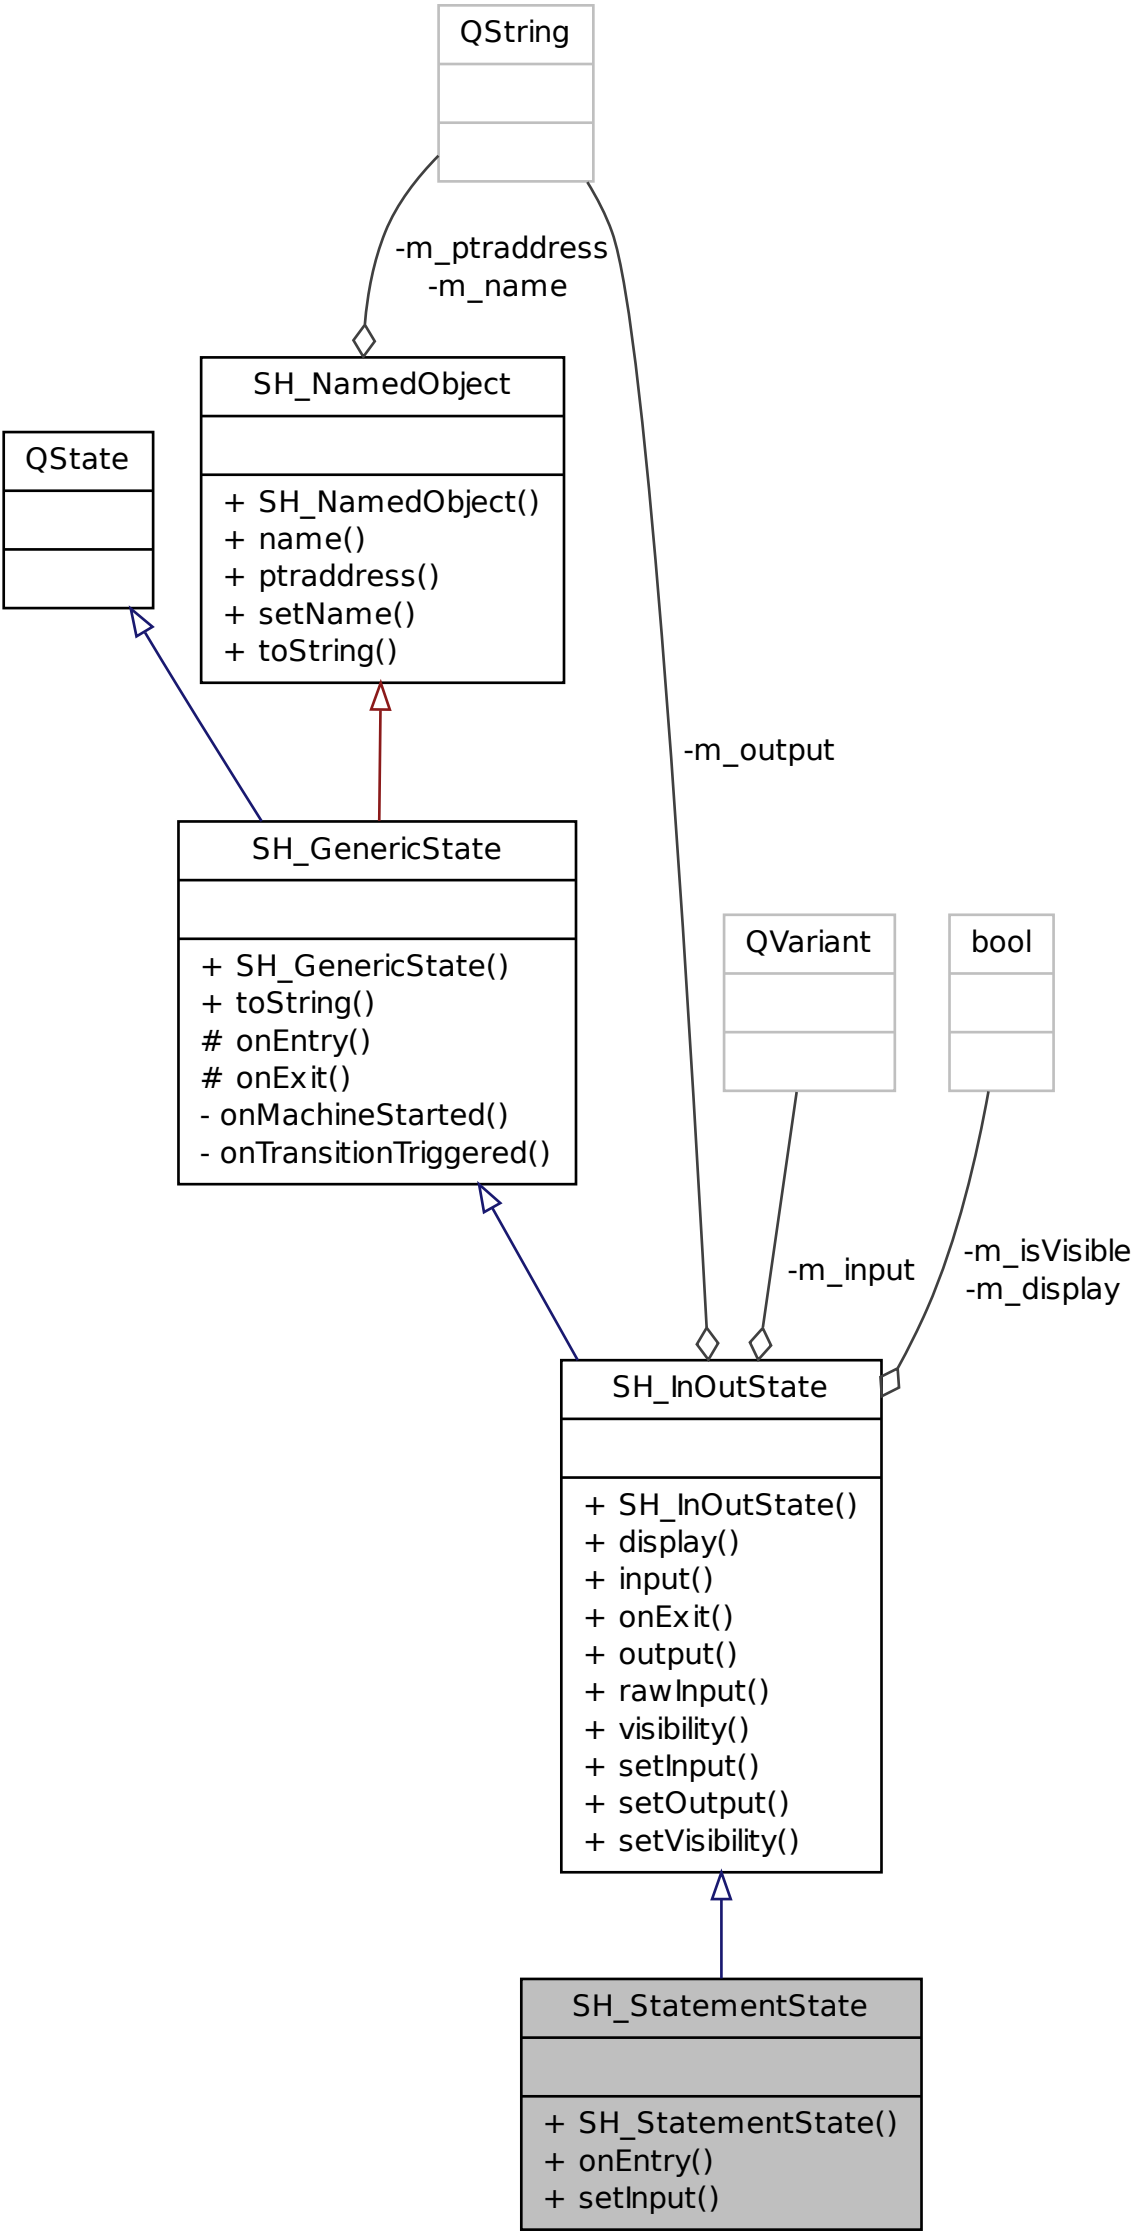 QString
-m_ptraddress
-m_name
SH_NamedObject
+ SH_NamedObject()
+ name()
+ ptraddress()
+ setName()
+ toString()
QState
-m_output
SH_GenericState
+ SH_GenericState()
+ toString()
# onEntry()
# onExit()
- onMachineStarted()
- onTransitionTriggered()
QVariant
bool
-m_input
-m_isVisible
-m_display
SH_InOutState
+ SH_InOutState()
+ display()
+ input()
+ onExit()
+ output()
+ rawInput()
+ visibility()
+ setInput()
+ setOutput()
+ setVisibility()
SH_StatementState
+ SH_StatementState()
+ onEntry()
+ setInput()